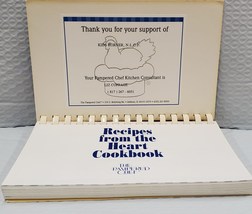 Thank you for your support of
Your Pampered Chef Kitchen Consultant is
Recipes
from the
Heart
Cookbook
THE
PAMPERED
CHEF